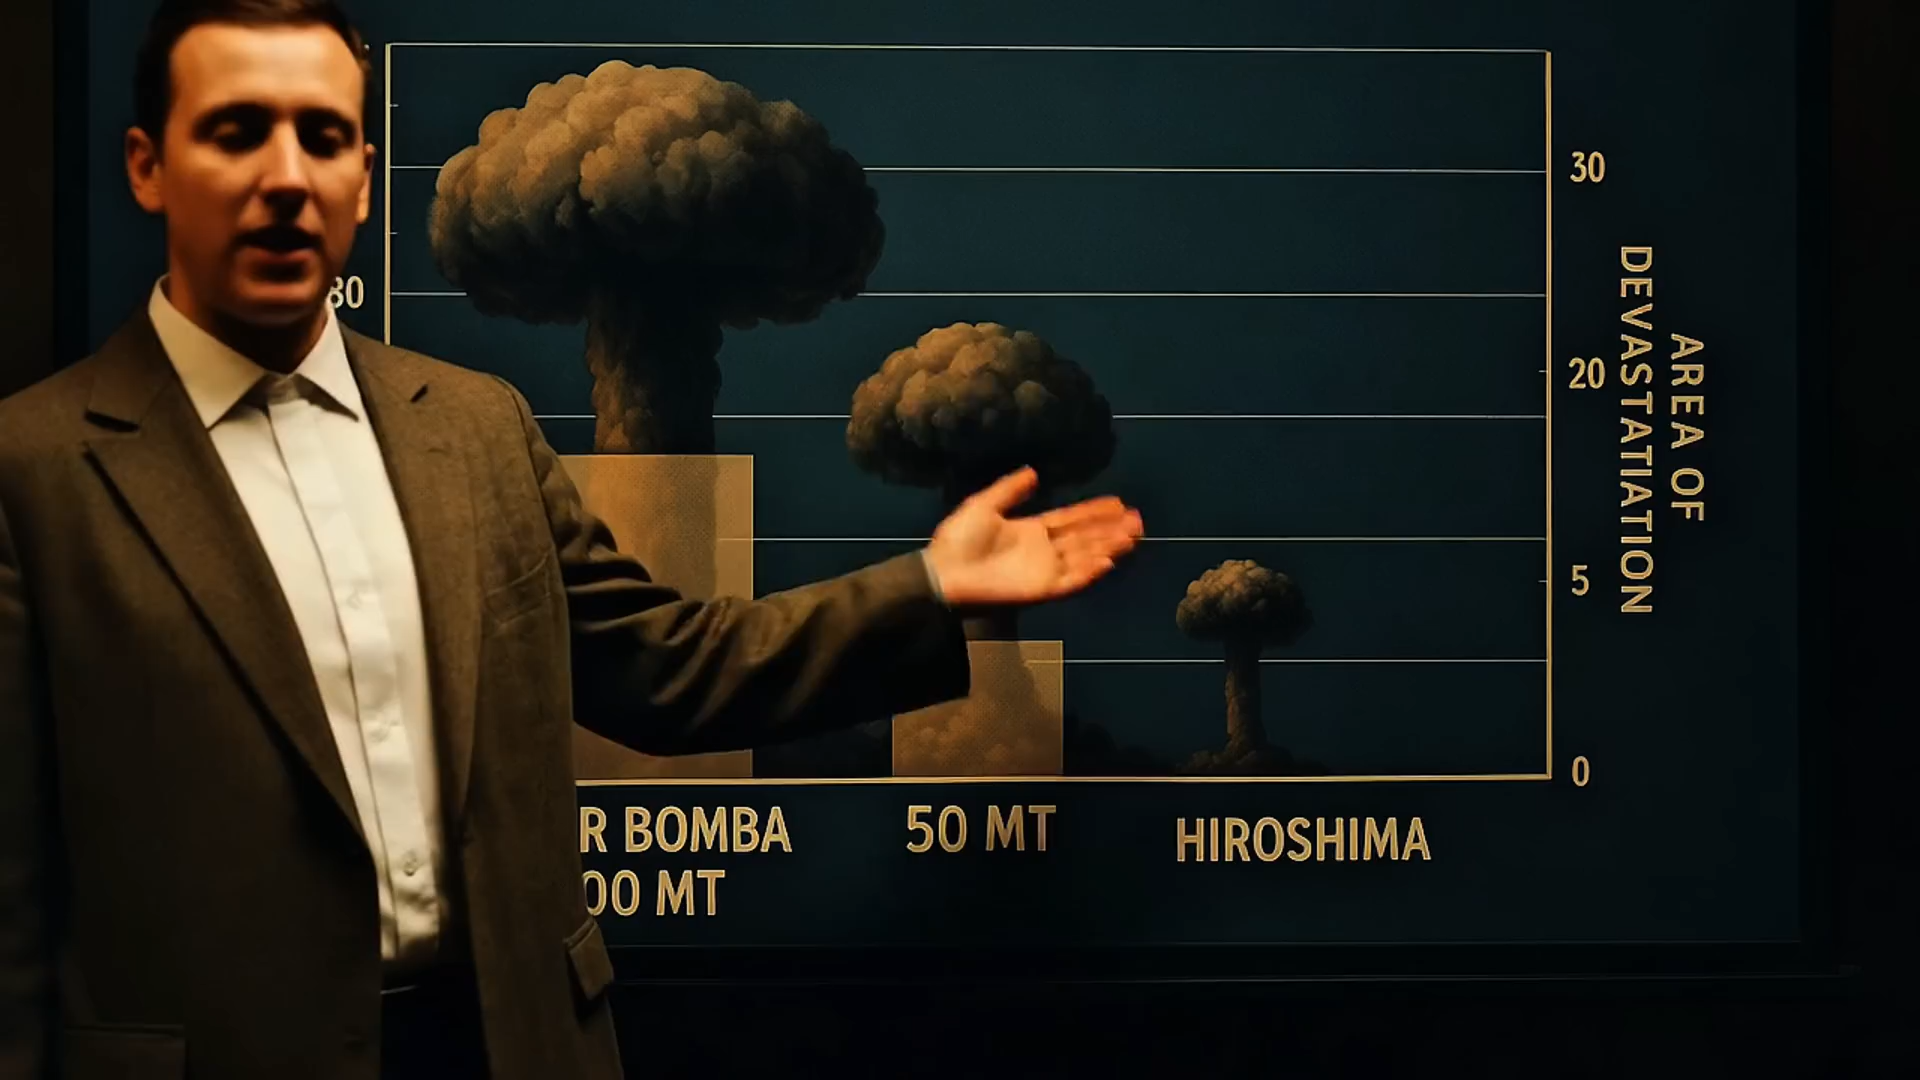 80
R BOMBA
00 MT
50 MT
HIROSHIMA
30
20
5
0
AREA OF
DEVASTATIATION